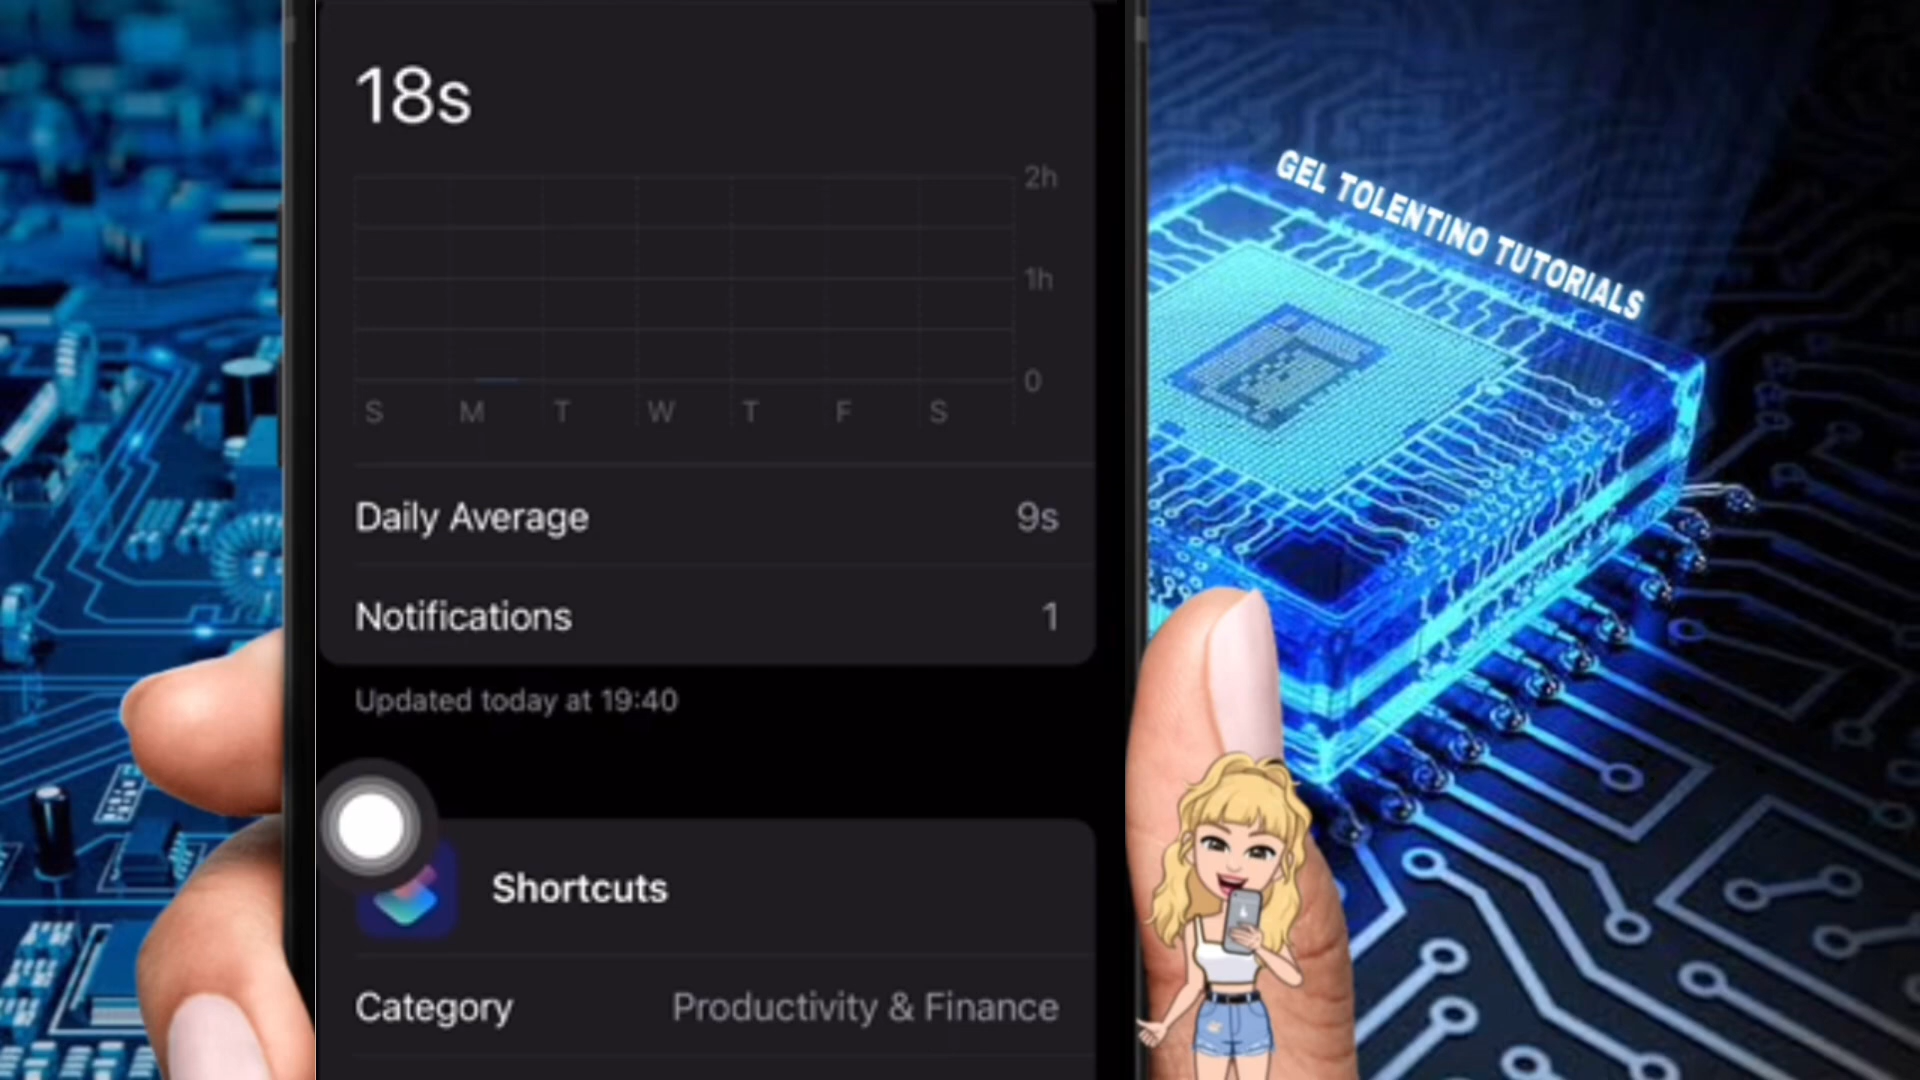 18s
2h
1h
0
S M T W T F S
Daily Average 9s
Notifications 1
Updated today at 19:40
Shortcuts
Category Productivity & Finance
GEL TOLENTINO TUTORIALS